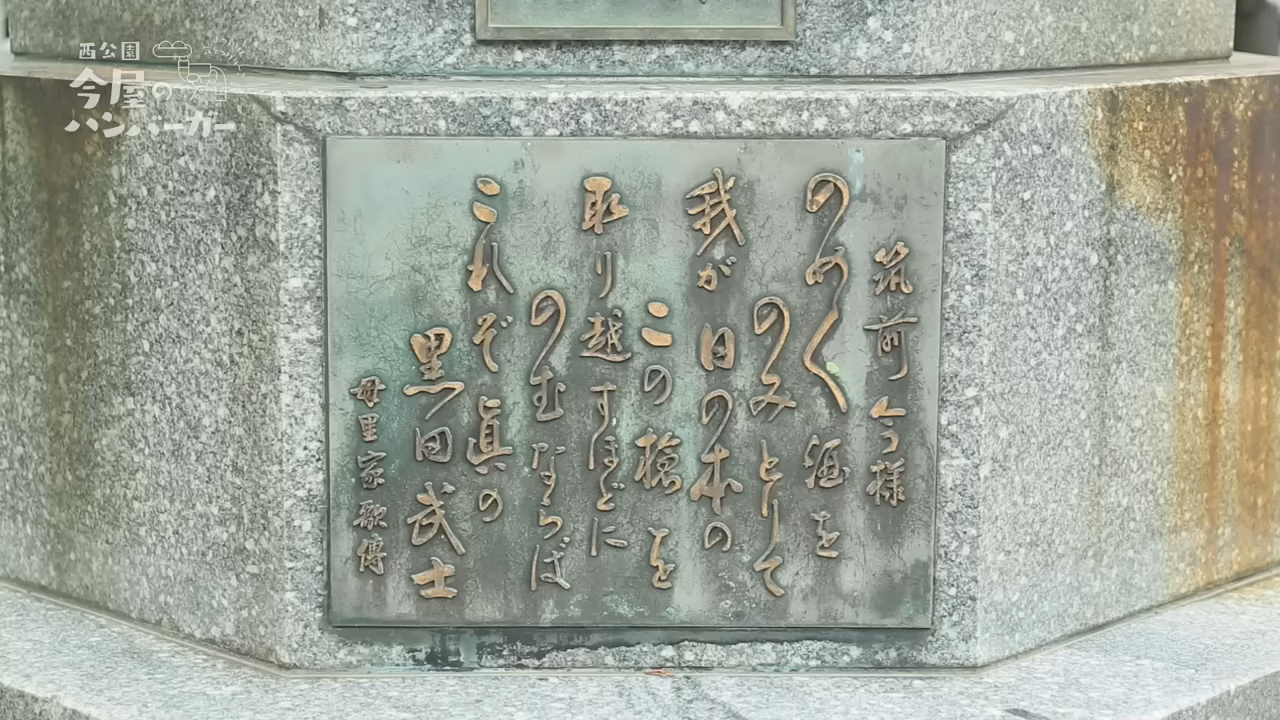 西公園
今屋の
ハンバーガー
筑前今様
のめ〱酒を
のみとりて
我が日の本の
この槍を
取り越すほどに
のむならば
これぞ眞の
黒田武士
母里家歌傳